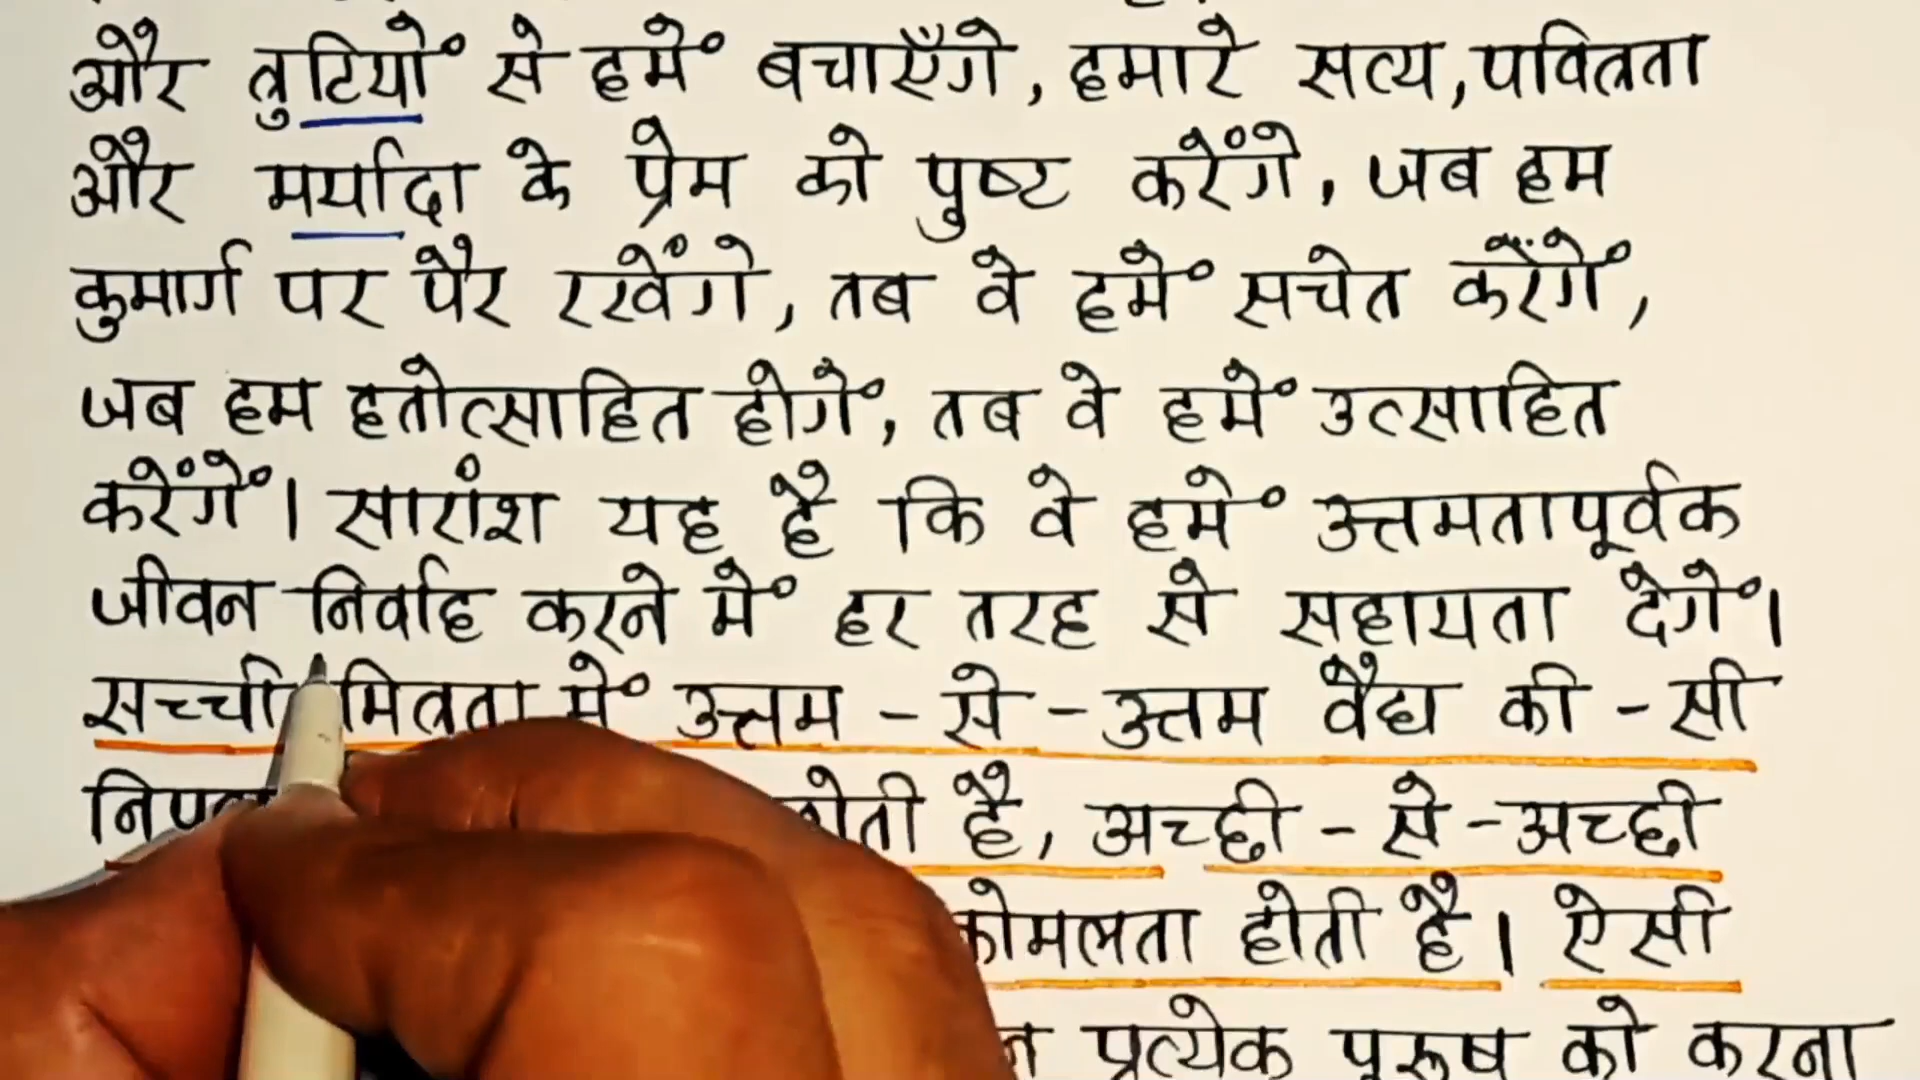 और त्रुटियों से हमें बचाएँगे, हमारे सत्य, पवित्रता
और मर्यादा के प्रेम को पुष्ट करेंगे, जब हम
कुमार्ग पर पैर रखेंगे, तब वे हमें सचेत करेंगें,
जब हम हतोत्साहित होगें, तब वे हमें उत्साहित
करेंगें। सारांश यह है कि वे हमें उत्तमतापूर्वक
जीवन निर्वाह करने में हर तरह से सहायता देगें।
सच्ची मित्रता में उत्तम - से - उत्तम वैद्य की - सी
है, अच्छी - से - अच्छी
कोमलता होती है। ऐसी
प्रत्येक पुरूष को करना